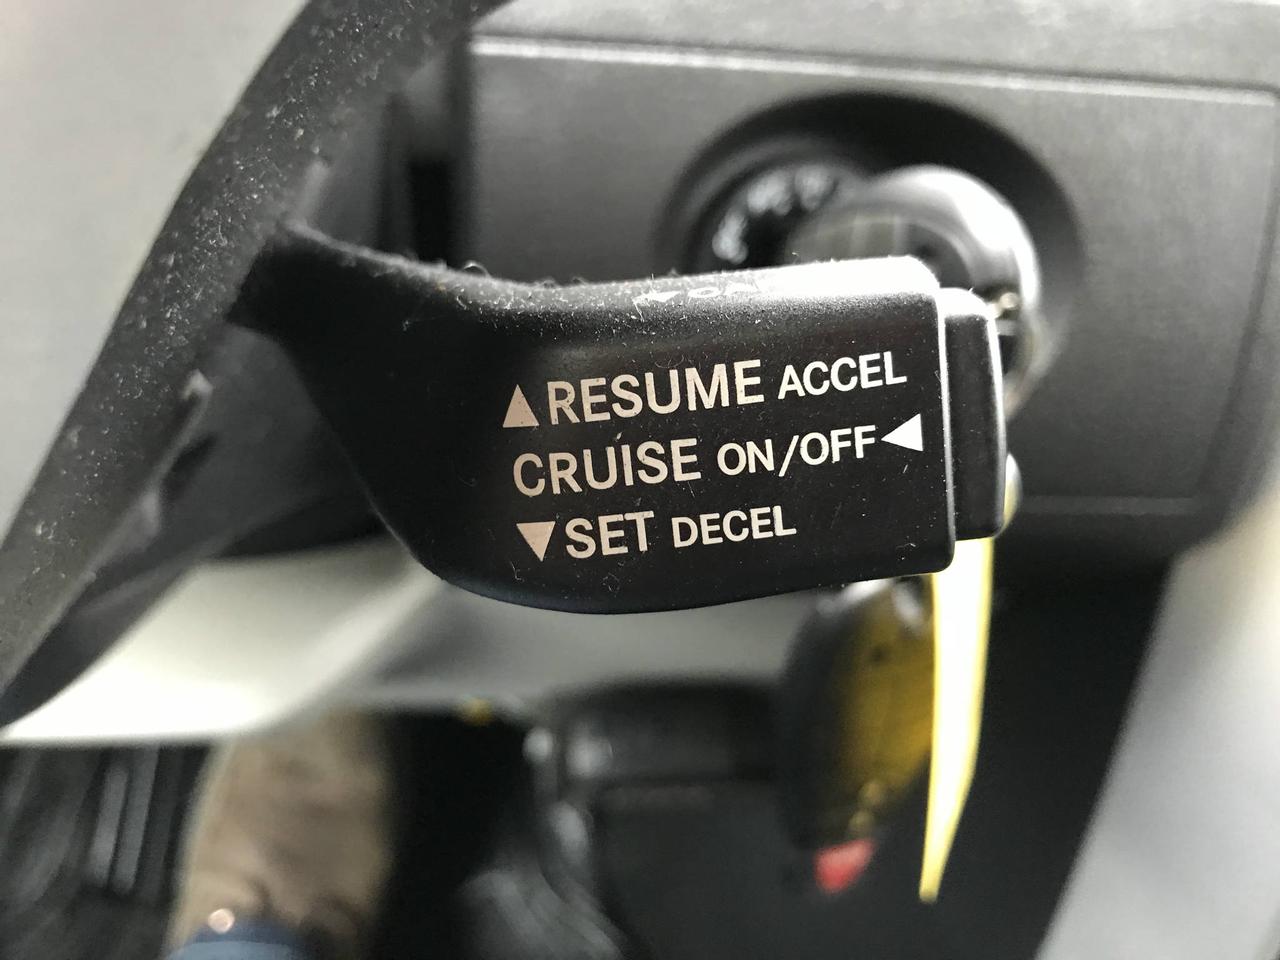 ▲RESUME ACCEL
CRUISE ON/OFF◀
▼SET DECEL